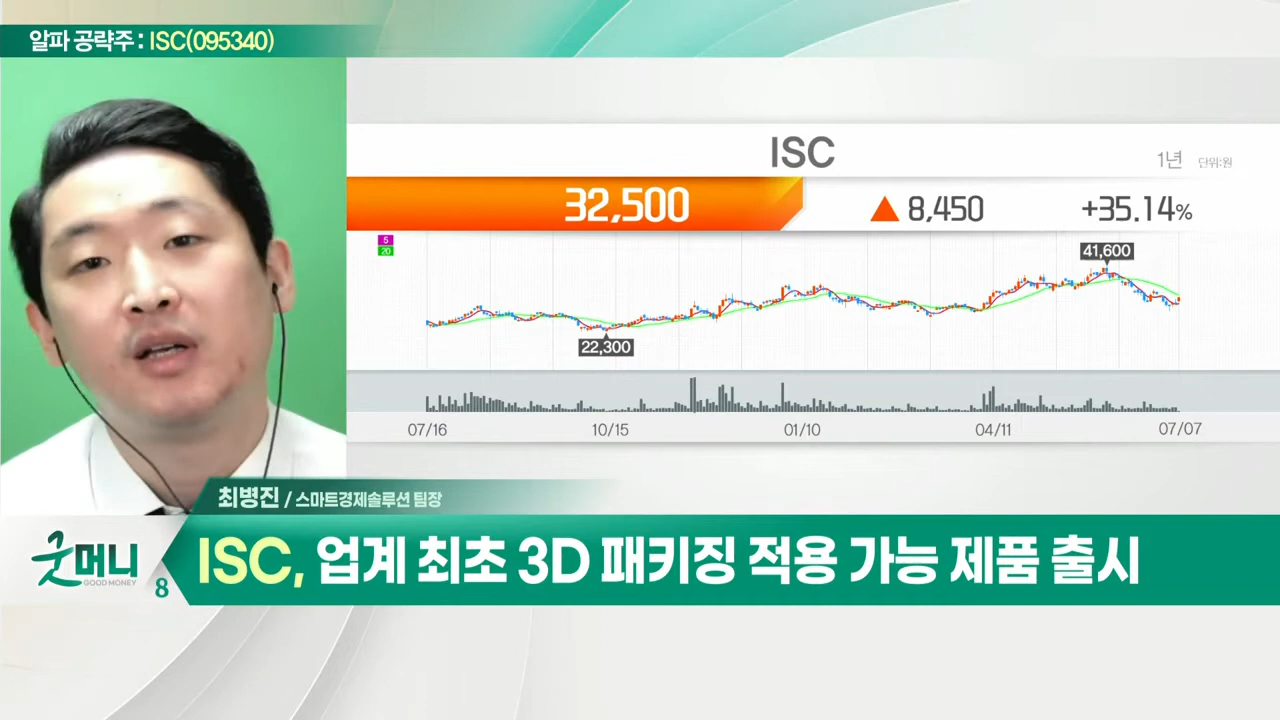 알파 공략주 : ISC(095340)
ISC
1년 단위:원
32,500 ▲ 8,450 +35.14%
5
20
41,600
22,300
07/16 10/15 01/10 04/11 07/07
최병진 / 스마트경제솔루션 팀장
굿머니
GOOD MONEY
8
ISC, 업계 최초 3D 패키징 적용 가능 제품 출시